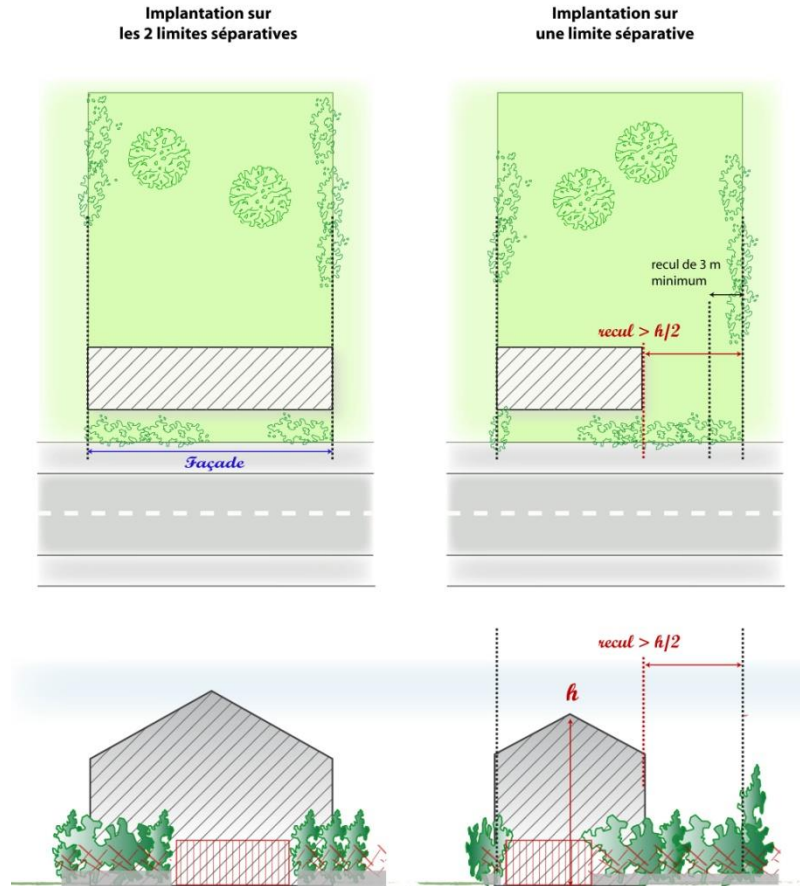 Implantation sur
les 2 limites séparatives
Implantation sur
une limite séparative
recul de 3 m
minimum
recul > h/2
Façade
recul > h/2
h